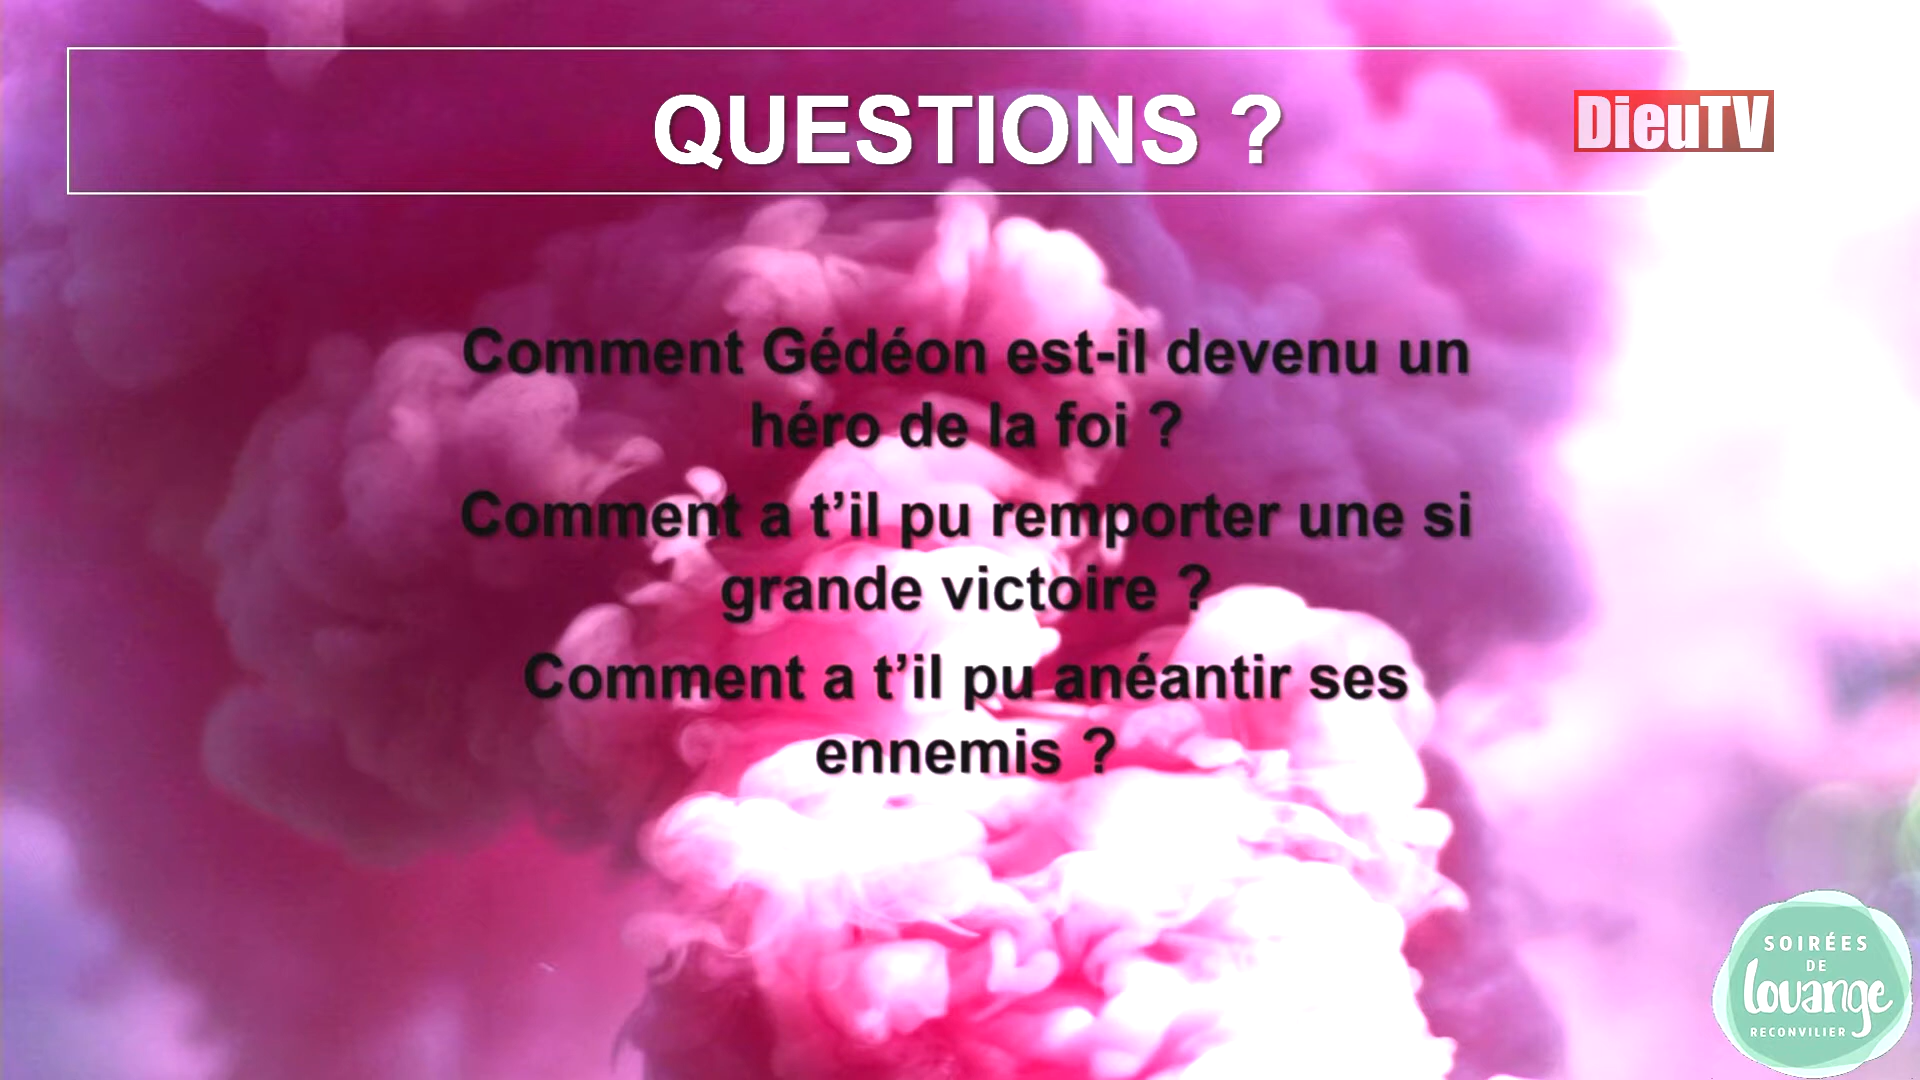 QUESTIONS ?
DieuTV
Comment Gédéon est-il devenu un
héro de la foi ?
Comment a t’il pu remporter une si
grande victoire ?
Comment a t’il pu anéantir ses
ennemis ?
SOIRÉES
DE
louange
RECONVILIER